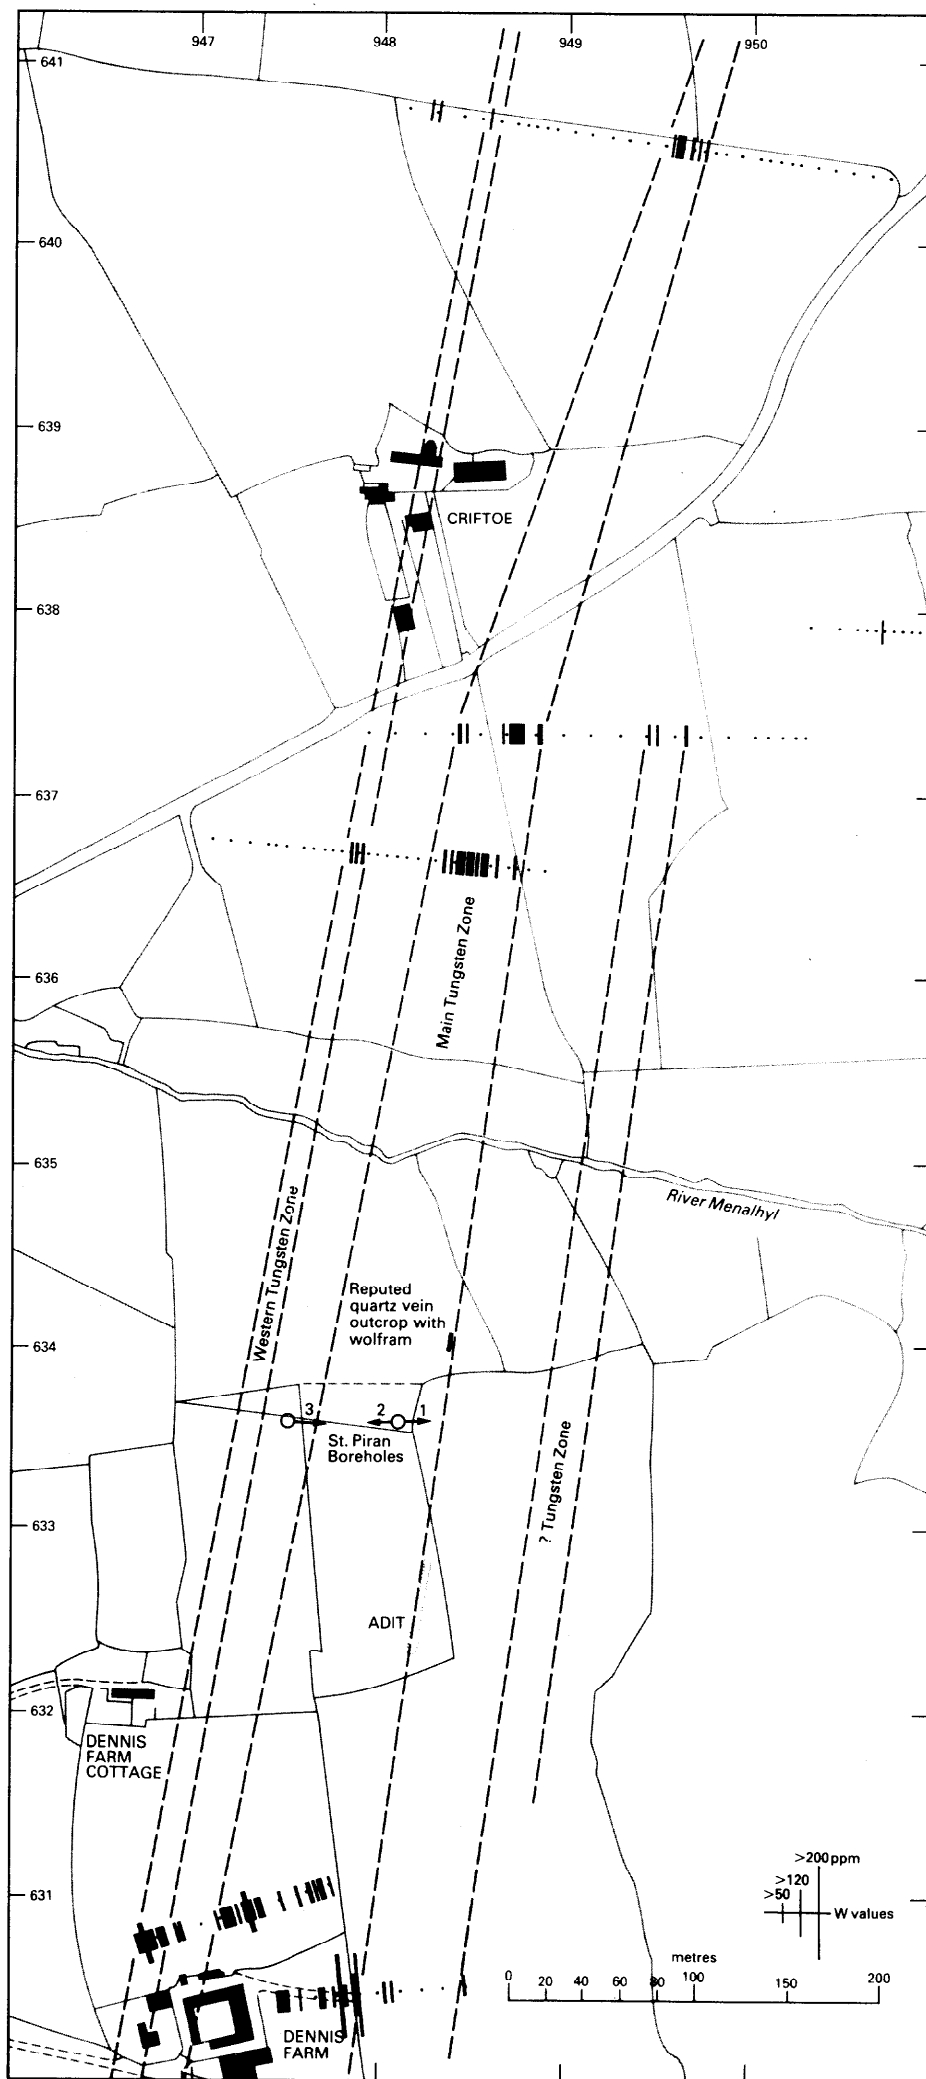 947
948
949
950
641
640
639
CRIFTOE
638
637
636
Main Tungsten Zone
635
River Menalhyl
Western Tungsten Zone
Reputed
quartz vein
outcrop with
wolfram
634
3
2
1
St. Piran
Boreholes
? Tungsten Zone
633
ADIT
632
DENNIS
FARM
COTTAGE
631
>200 ppm
>120
>50
W values
metres
0 20 40 60 80 100 150 200
DENNIS
FARM